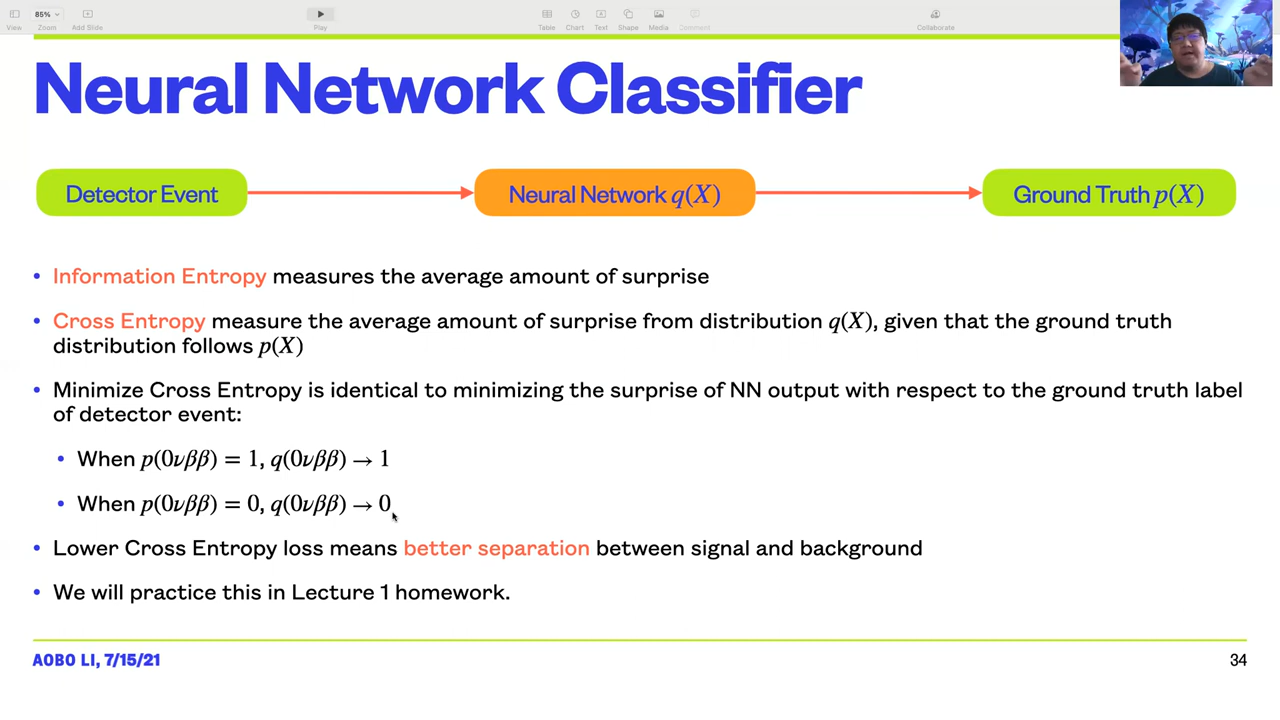 85%
View
Zoom
Add Slide
Play
Table
Chart
Text
Shape
Media
Comment
Collaborate
Neural Network Classifier
Detector Event
Neural Network q(X)
Ground Truth p(X)
• Information Entropy measures the average amount of surprise
• Cross Entropy measure the average amount of surprise from distribution q(X), given that the ground truth
distribution follows p(X)
• Minimize Cross Entropy is identical to minimizing the surprise of NN output with respect to the ground truth label
of detector event:
• When p(0νββ) = 1, q(0νββ) → 1
• When p(0νββ) = 0, q(0νββ) → 0
• Lower Cross Entropy loss means better separation between signal and background
• We will practice this in Lecture 1 homework.
AOBO LI, 7/15/21
34